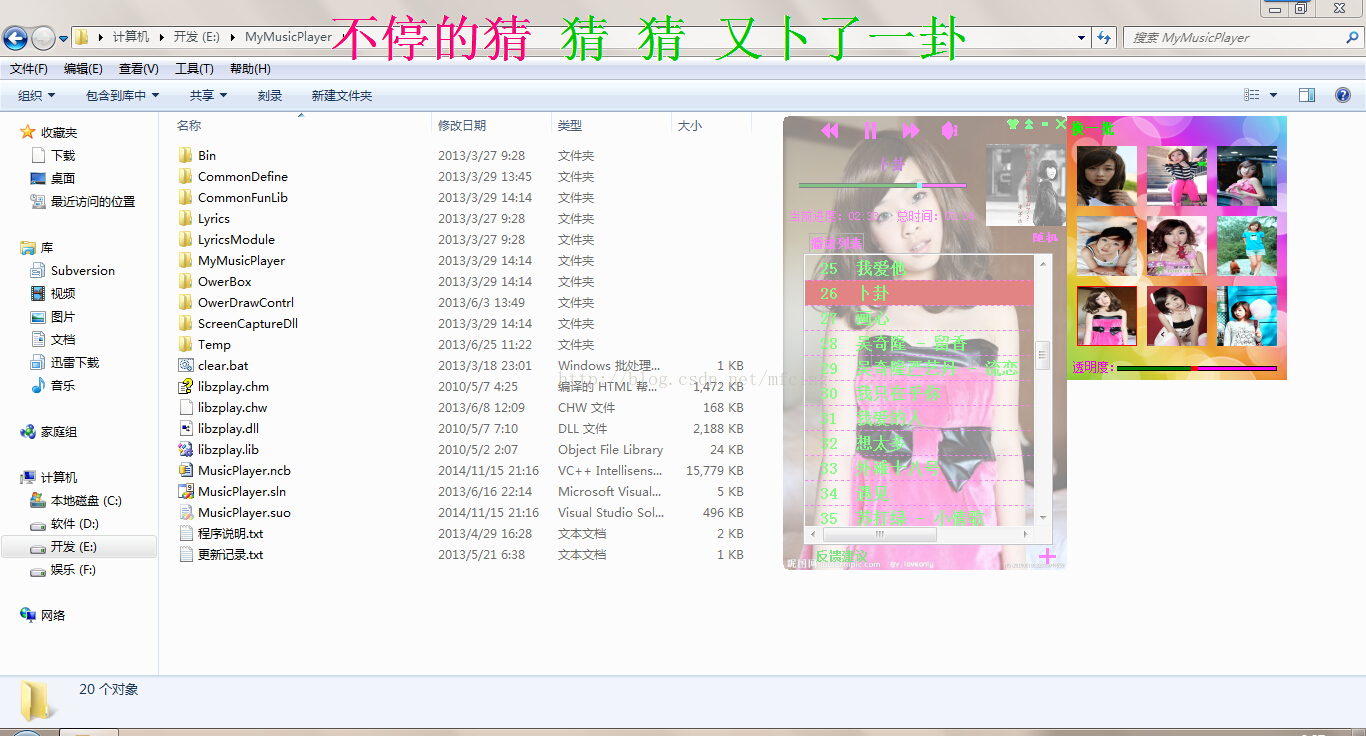 不停的猜 猜 猜 又卜了一卦
计算机 开发 (E:) MyMusicPlayer
搜索 MyMusicPlayer
文件(F) 编辑(E) 查看(V) 工具(T) 帮助(H)
组织 包含到库中 共享 刻录 新建文件夹
收藏夹
下载
桌面
最近访问的位置
库
Subversion
视频
图片
文档
迅雷下载
音乐
家庭组
计算机
本地磁盘 (C:)
软件 (D:)
开发 (E:)
娱乐 (F:)
网络
名称 修改日期 类型 大小
Bin 2013/3/27 9:28 文件夹
CommonDefine 2013/3/29 13:45 文件夹
CommonFunLib 2013/3/29 14:14 文件夹
Lyrics 2013/3/27 9:28 文件夹
LyricsModule 2013/3/27 9:28 文件夹
MyMusicPlayer 2013/3/29 14:14 文件夹
OwerBox 2013/3/29 14:14 文件夹
OwerDrawContrl 2013/6/3 13:49 文件夹
ScreenCaptureDll 2013/3/29 14:14 文件夹
Temp 2013/6/25 11:22 文件夹
clear.bat 2013/3/18 23:01 Windows 批处理... 1 KB
libzplay.chm 2010/5/7 4:25 编译的 HTML 帮... 1,472 KB
libzplay.chw 2013/6/8 12:09 CHW 文件 168 KB
libzplay.dll 2010/5/7 7:10 DLL 文件 2,188 KB
libzplay.lib 2010/5/2 2:07 Object File Library 24 KB
MusicPlayer.ncb 2014/11/15 21:16 VC++ Intellisens... 15,779 KB
MusicPlayer.sln 2013/6/16 22:14 Microsoft Visual... 5 KB
MusicPlayer.suo 2014/11/15 21:16 Visual Studio Sol... 496 KB
程序说明.txt 2013/4/29 16:28 文本文档 2 KB
更新记录.txt 2013/5/21 6:38 文本文档 1 KB
http://blog.csdn.net/mfc
卜卦
总时间:
随机
播放列表
25 我爱他
26 卜卦
27 画心
28 吴奇隆 - 留香
29 吴奇隆严艺丹 - 流恋
30 我只在乎你
31 我爱的人
32 想太多
33 外婆十八弓
34 遇见
35 苏打绿 - 小情歌
反馈建议
换一批
透明度:
20 个对象